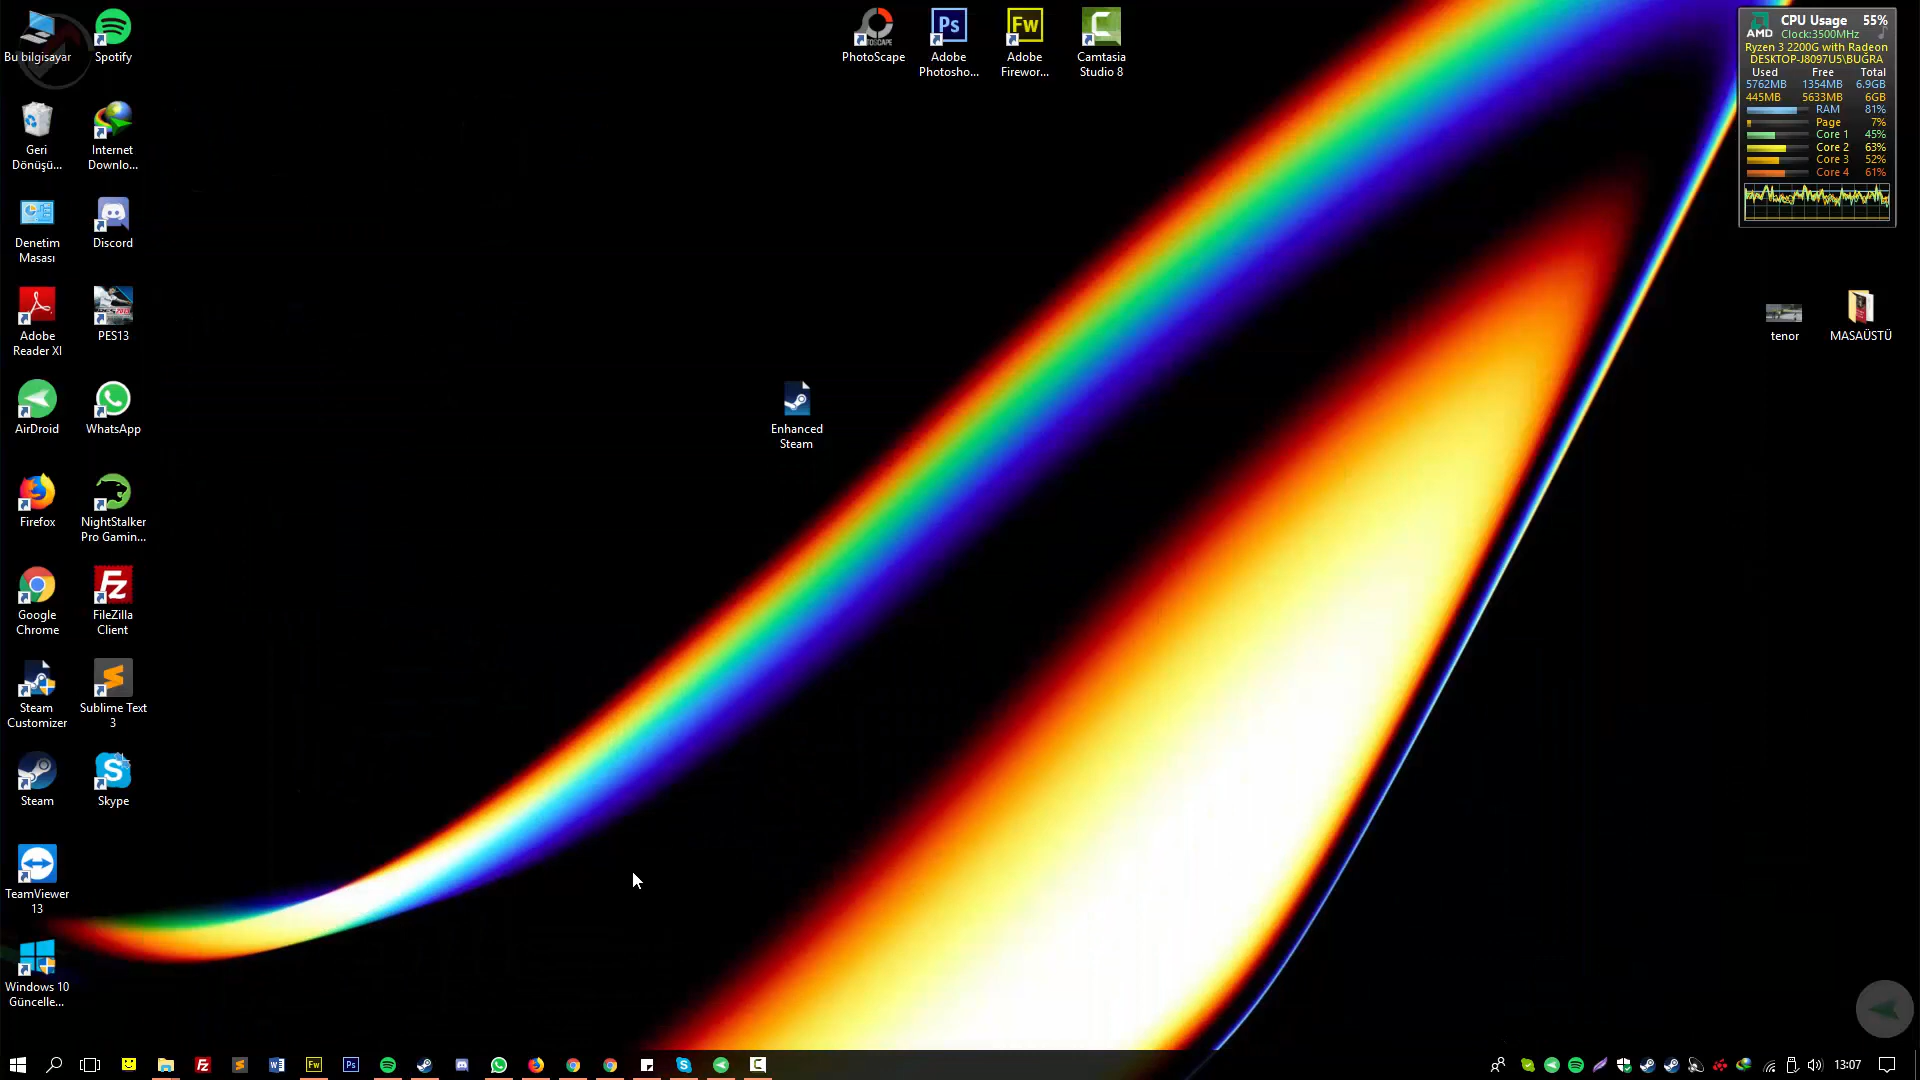 Bu bilgisayar
Spotify
PhotoScape
Adobe
Photosho...
Adobe
Firewor...
Camtasia
Studio 8
Geri
Dönüşü...
Internet
Downlo...
Denetim
Masası
Discord
Adobe
Reader XI
PES13
AirDroid
WhatsApp
Enhanced
Steam
Firefox
NightStalker
Pro Gamin...
Google
Chrome
FileZilla
Client
Steam
Customizer
Sublime Text
3
Steam
Skype
TeamViewer
13
Windows 10
Güncelle...
tenor
MASAÜSTÜ
AMD
CPU Usage 55%
Clock:3500MHz
Ryzen 3 2200G with Radeon
DESKTOP-J8097U5\BUĞRA
Used Free Total
5762MB 1354MB 6.9GB
445MB 5633MB 6GB
RAM 81%
Page 7%
Core 1 45%
Core 2 63%
Core 3 52%
Core 4 61%
13:07